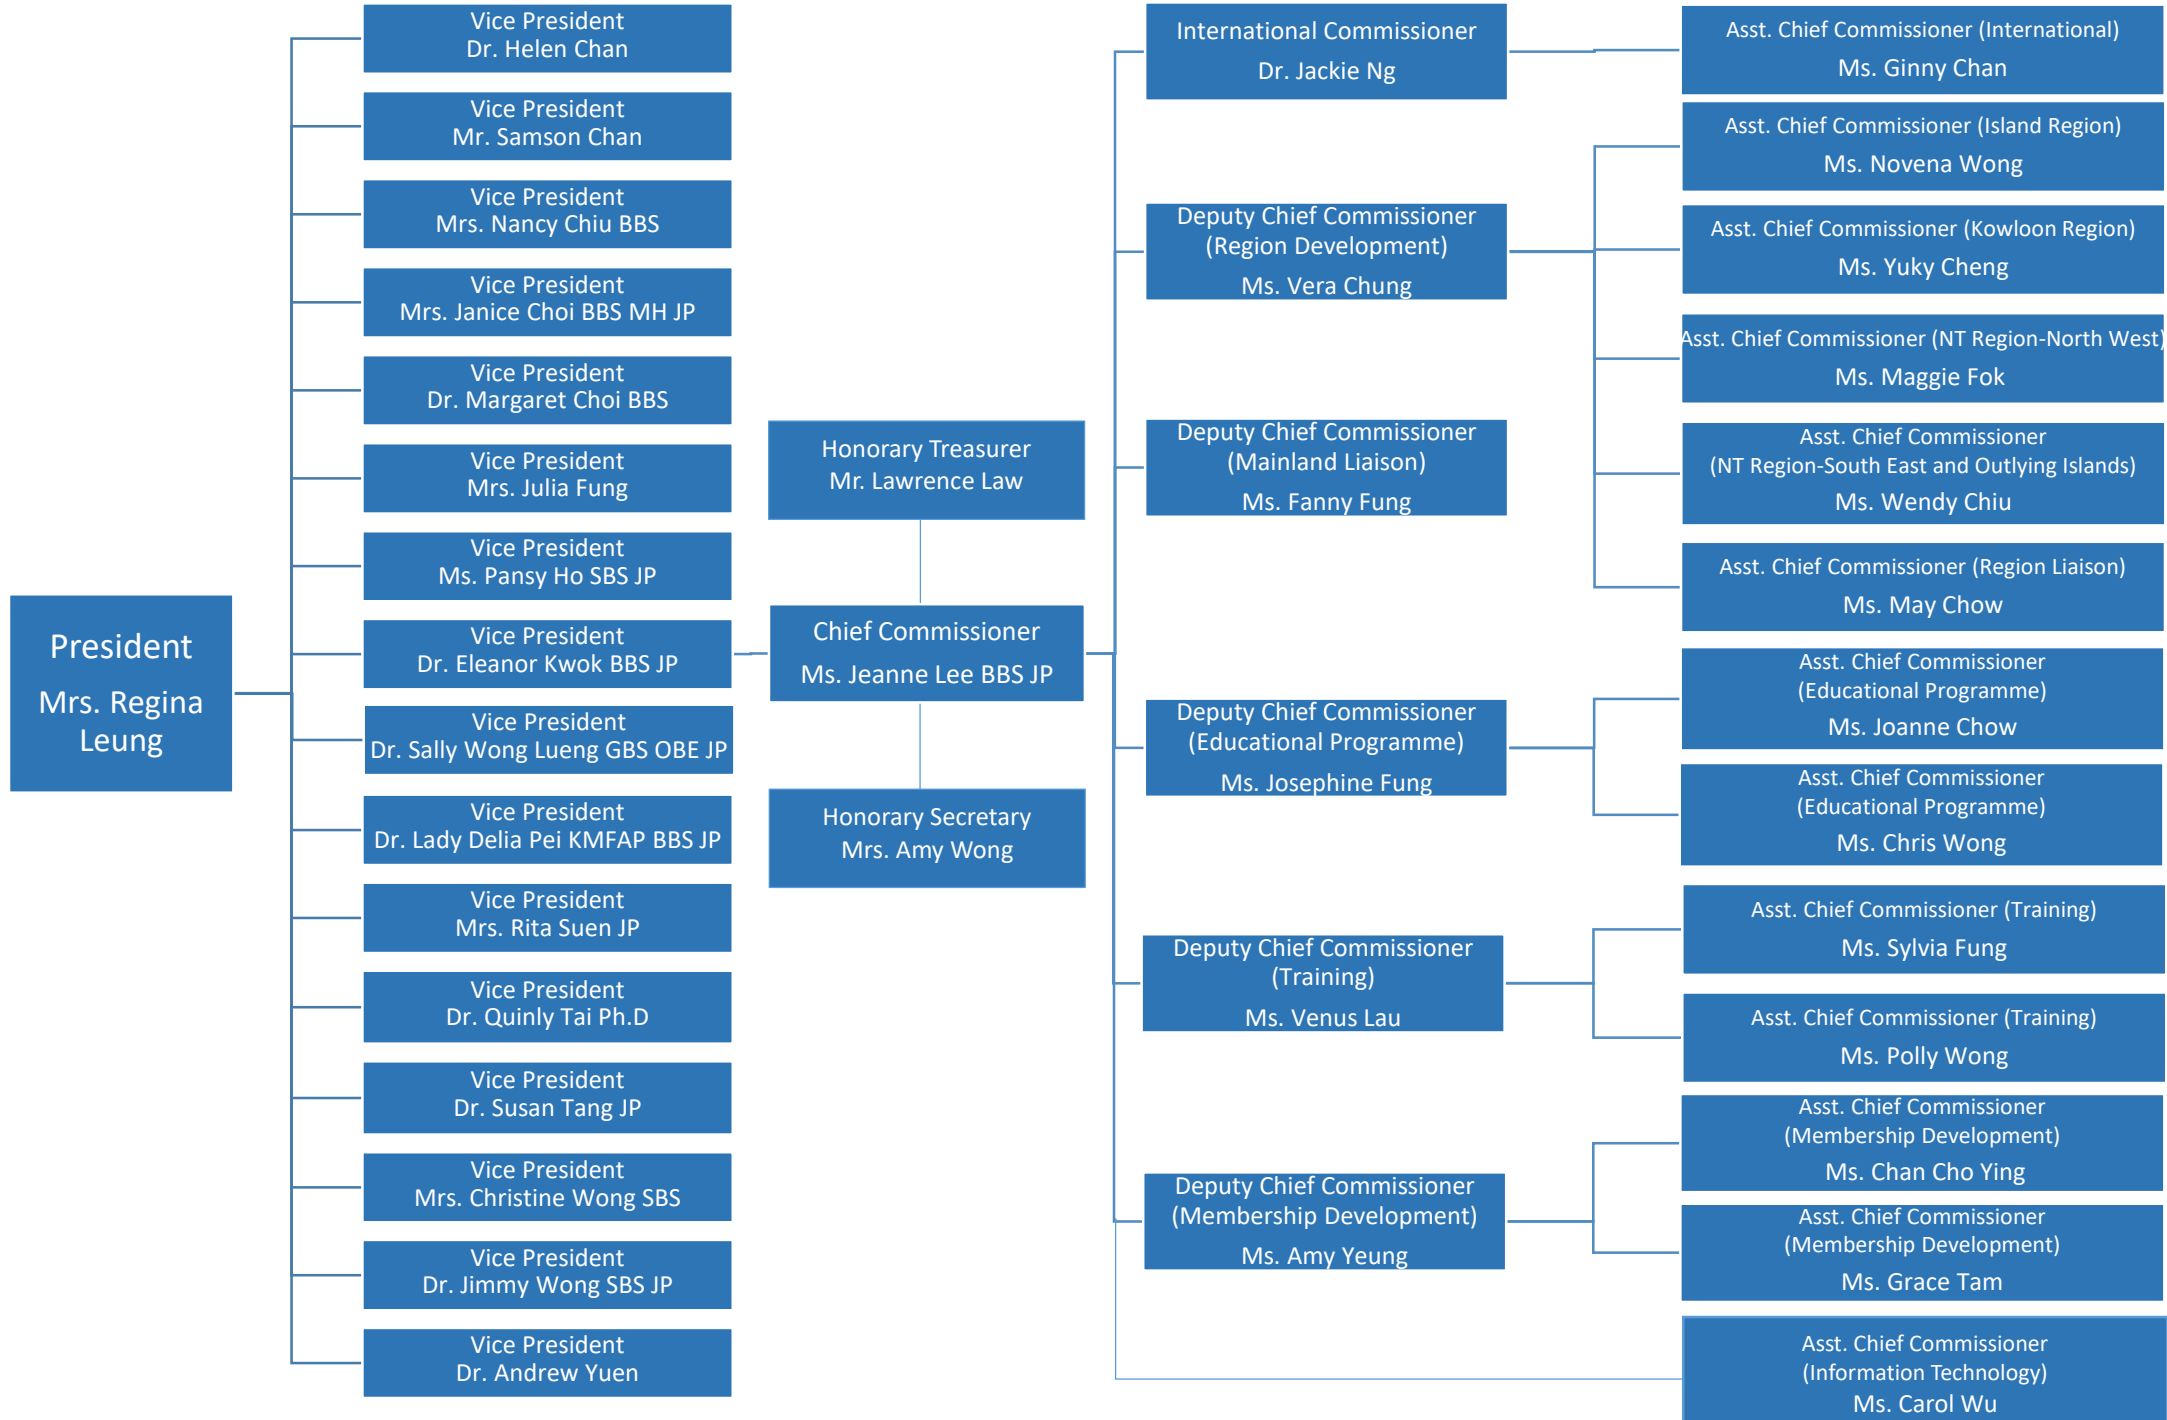 President
Mrs. Regina
Leung
Vice President
Dr. Helen Chan
Vice President
Mr. Samson Chan
Vice President
Mrs. Nancy Chiu BBS
Vice President
Mrs. Janice Choi BBS MH JP
Vice President
Dr. Margaret Choi BBS
Vice President
Mrs. Julia Fung
Vice President
Ms. Pansy Ho SBS JP
Vice President
Dr. Eleanor Kwok BBS JP
Vice President
Dr. Sally Wong Lueng GBS OBE JP
Vice President
Dr. Lady Delia Pei KMFAP BBS JP
Vice President
Mrs. Rita Suen JP
Vice President
Dr. Quinly Tai Ph.D
Vice President
Dr. Susan Tang JP
Vice President
Mrs. Christine Wong SBS
Vice President
Dr. Jimmy Wong SBS JP
Vice President
Dr. Andrew Yuen
Honorary Treasurer
Mr. Lawrence Law
Chief Commissioner
Ms. Jeanne Lee BBS JP
Honorary Secretary
Mrs. Amy Wong
International Commissioner
Dr. Jackie Ng
Deputy Chief Commissioner
(Region Development)
Ms. Vera Chung
Deputy Chief Commissioner
(Mainland Liaison)
Ms. Fanny Fung
Deputy Chief Commissioner
(Educational Programme)
Ms. Josephine Fung
Deputy Chief Commissioner
(Training)
Ms. Venus Lau
Deputy Chief Commissioner
(Membership Development)
Ms. Amy Yeung
Asst. Chief Commissioner (International)
Ms. Ginny Chan
Asst. Chief Commissioner (Island Region)
Ms. Novena Wong
Asst. Chief Commissioner (Kowloon Region)
Ms. Yuky Cheng
Asst. Chief Commissioner (NT Region-North West)
Ms. Maggie Fok
Asst. Chief Commissioner
(NT Region-South East and Outlying Islands)
Ms. Wendy Chiu
Asst. Chief Commissioner (Region Liaison)
Ms. May Chow
Asst. Chief Commissioner
(Educational Programme)
Ms. Joanne Chow
Asst. Chief Commissioner
(Educational Programme)
Ms. Chris Wong
Asst. Chief Commissioner (Training)
Ms. Sylvia Fung
Asst. Chief Commissioner (Training)
Ms. Polly Wong
Asst. Chief Commissioner
(Membership Development)
Ms. Chan Cho Ying
Asst. Chief Commissioner
(Membership Development)
Ms. Grace Tam
Asst. Chief Commissioner
(Information Technology)
Ms. Carol Wu